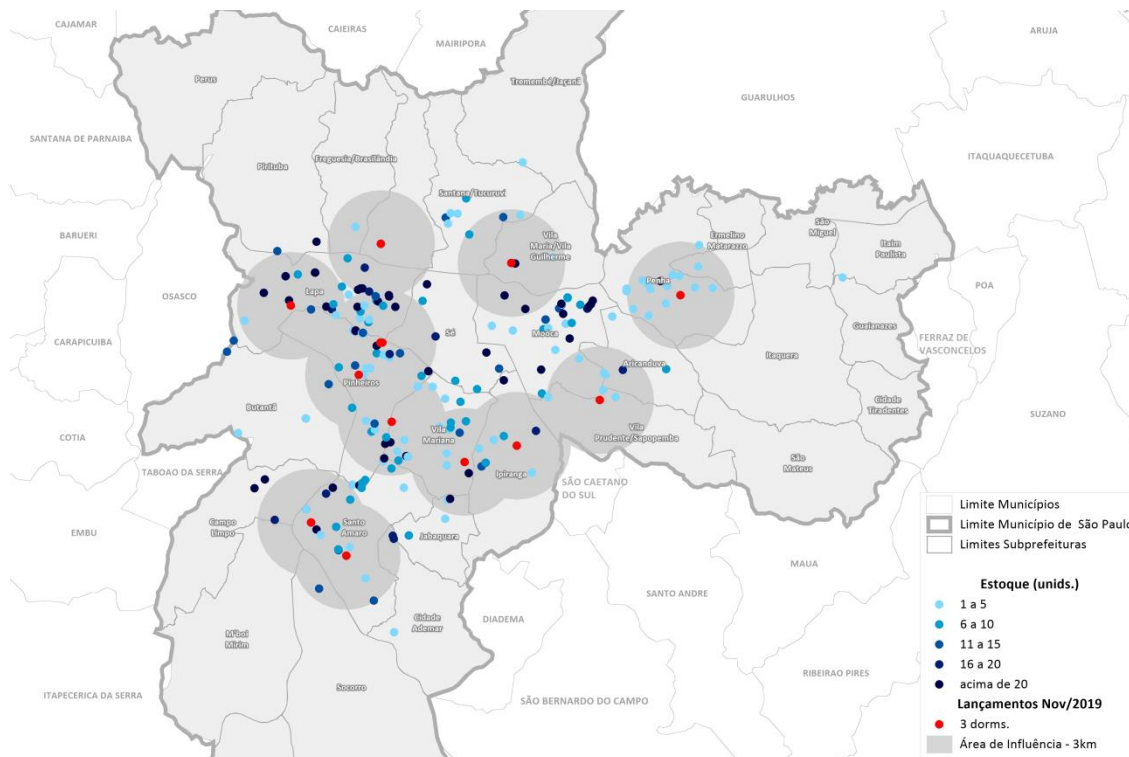 CAJAMAR
CAIEIRAS
MAIRIPORA
ARUJA
Perus
Tremembé/Jaçanã
GUARULHOS
SANTANA DE PARNAIBA
Pirituba
Freguesia/Brasilândia
ITAQUAQUECETUBA
Santana/Tucuruvi
BARUERI
Vila
Maria/Vila
Guilherme
Ermelino
Matarazzo
São
Miguel
Itaim
Paulista
OSASCO
Lapa
Penha
POA
CARAPICUIBA
Sé
Mooca
Guaianazes
FERRAZ DE
VASCONCELOS
Pinheiros
Aricanduva
Itaquera
Butantã
Cidade
Tiradentes
SUZANO
COTIA
Vila
Mariana
Vila
Prudente/Sapopemba
TABOAO DA SERRA
Ipiranga
São
Mateus
SÃO CAETANO
DO SUL
EMBU
Campo
Limpo
Santo
Amaro
Jabaquara
MAUA
SANTO ANDRE
Cidade
Ademar
DIADEMA
M'boi
Mirim
RIBEIRAO PIRES
ITAPECERICA DA SERRA
Socorro
SÃO BERNARDO DO CAMPO
Limite Municípios
Limite Município de São Paulo
Limites Subprefeituras
Estoque (unids.)
1 a 5
6 a 10
11 a 15
16 a 20
acima de 20
Lançamentos Nov/2019
3 dorms.
Área de Influência - 3km